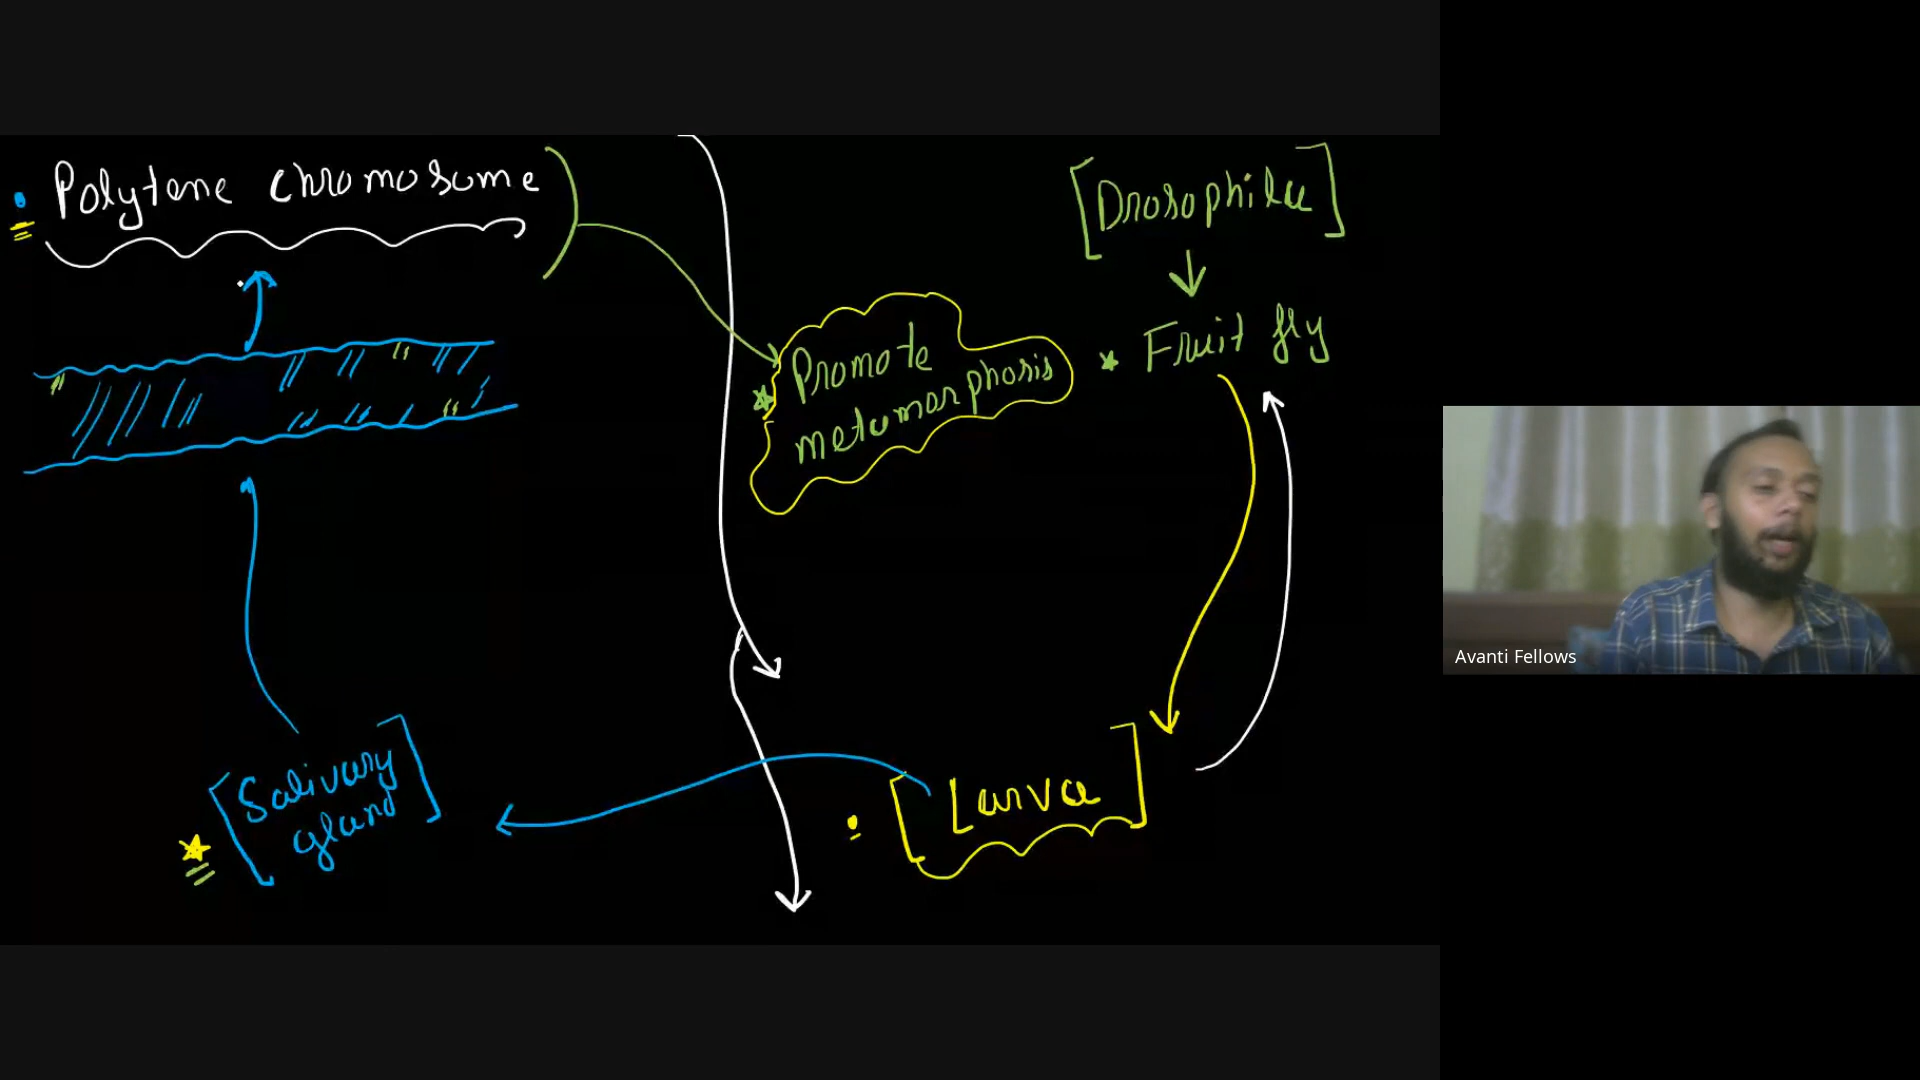 Polytene chromosome
[Drosophila]
Fruit fly
Promote
metamorphosis
[Larva]
[Salivary
gland]
Avanti Fellows